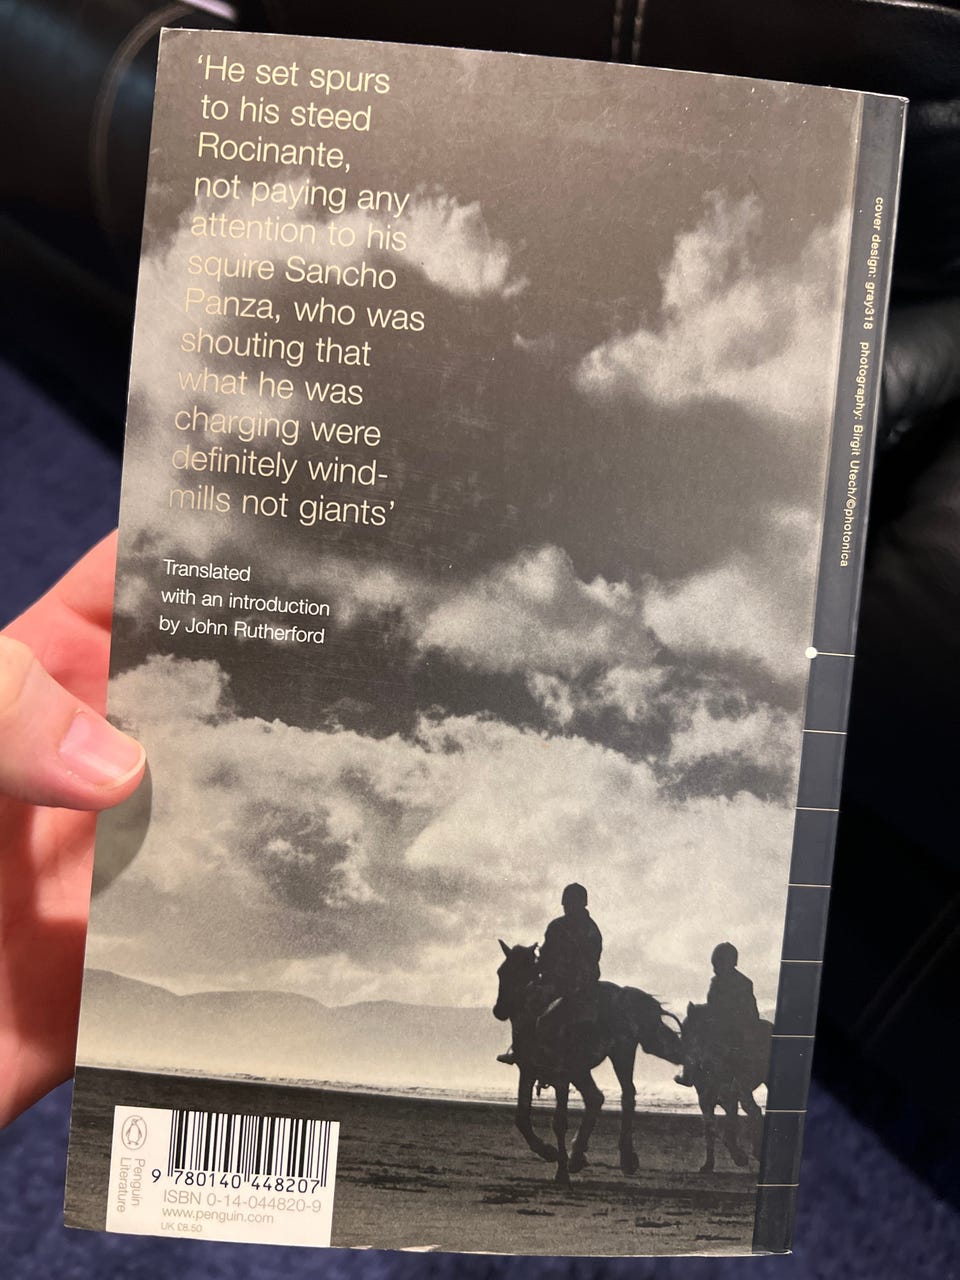 ‘He set spurs
to his steed
Rocinante,
not paying any
attention to his
squire Sancho
Panza, who was
shouting that
what he was
charging were
definitely wind-
mills not giants’
Translated
with an introduction
by John Rutherford
cover design: gray318 photography: Birgit Utech/©photonica
Penguin
Literature
9 780140 448207
ISBN 0-14-044820-9
www.penguin.com
UK £8.50